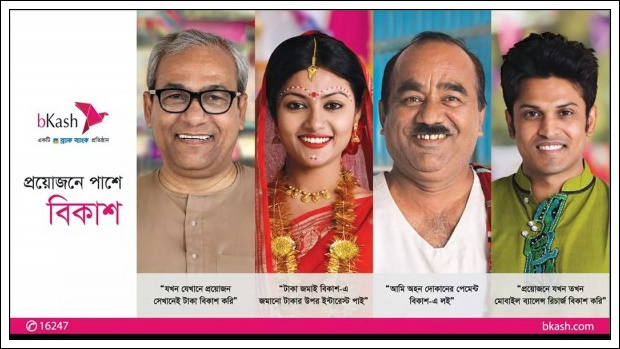 bKash
একটি ব্র্যাক ব্যাংক প্রতিষ্ঠান
প্রয়োজনে পাশে
বিকাশ
“যখন যেখানে প্রয়োজন
সেখানেই টাকা বিকাশ করি”
“টাকা জমাই বিকাশ-এ
জমানো টাকার উপর ইন্টারেস্ট পাই”
“আমি অহন দোকানের পেমেন্ট
বিকাশ-এ লই”
“প্রয়োজনে যখন তখন
মোবাইল ব্যালেন্স রিচার্জ বিকাশ করি”
16247
bkash.com